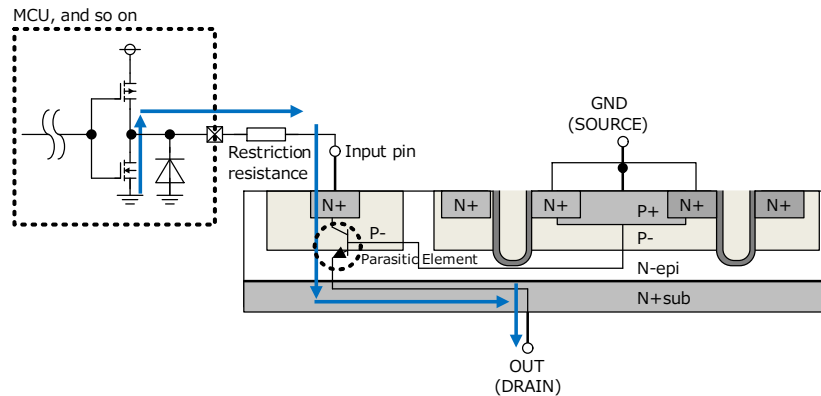 MCU, and so on
Restriction
resistance
Input pin
GND
(SOURCE)
N+
P-
Parasitic Element
N+
N+
P+
N+
N+
P-
N-epi
N+sub
OUT
(DRAIN)